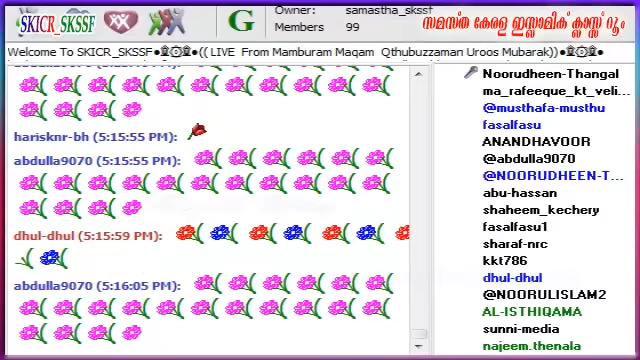 SKICR_SKSSF
G
Owner: samastha_skssf
Members 99
സമസ്ത കേരള ഇസ്ലാമിക് ക്ലാസ്സ് റൂം
Welcome To SKICR_SKSSF●۩۞۩●(( LIVE From Mamburam Maqam Qthubuzzaman Uroos Mubarak))●۩۞۩●
harisknr-bh (5:15:55 PM):
abdulla9070 (5:15:55 PM):
dhul-dhul (5:15:59 PM):
abdulla9070 (5:16:05 PM):
Noorudheen-Thangal
ma_rafeeque_kt_veli...
@musthafa-musthu
fasalfasu
ANANDHAVOOR
@abdulla9070
@NOORUDHEEN-T...
abu-hassan
shaheem_kechery
fasalfasu1
sharaf-nrc
kkt786
dhul-dhul
@NOORULISLAM2
AL-ISTHIQAMA
sunni-media
najeem.thenala